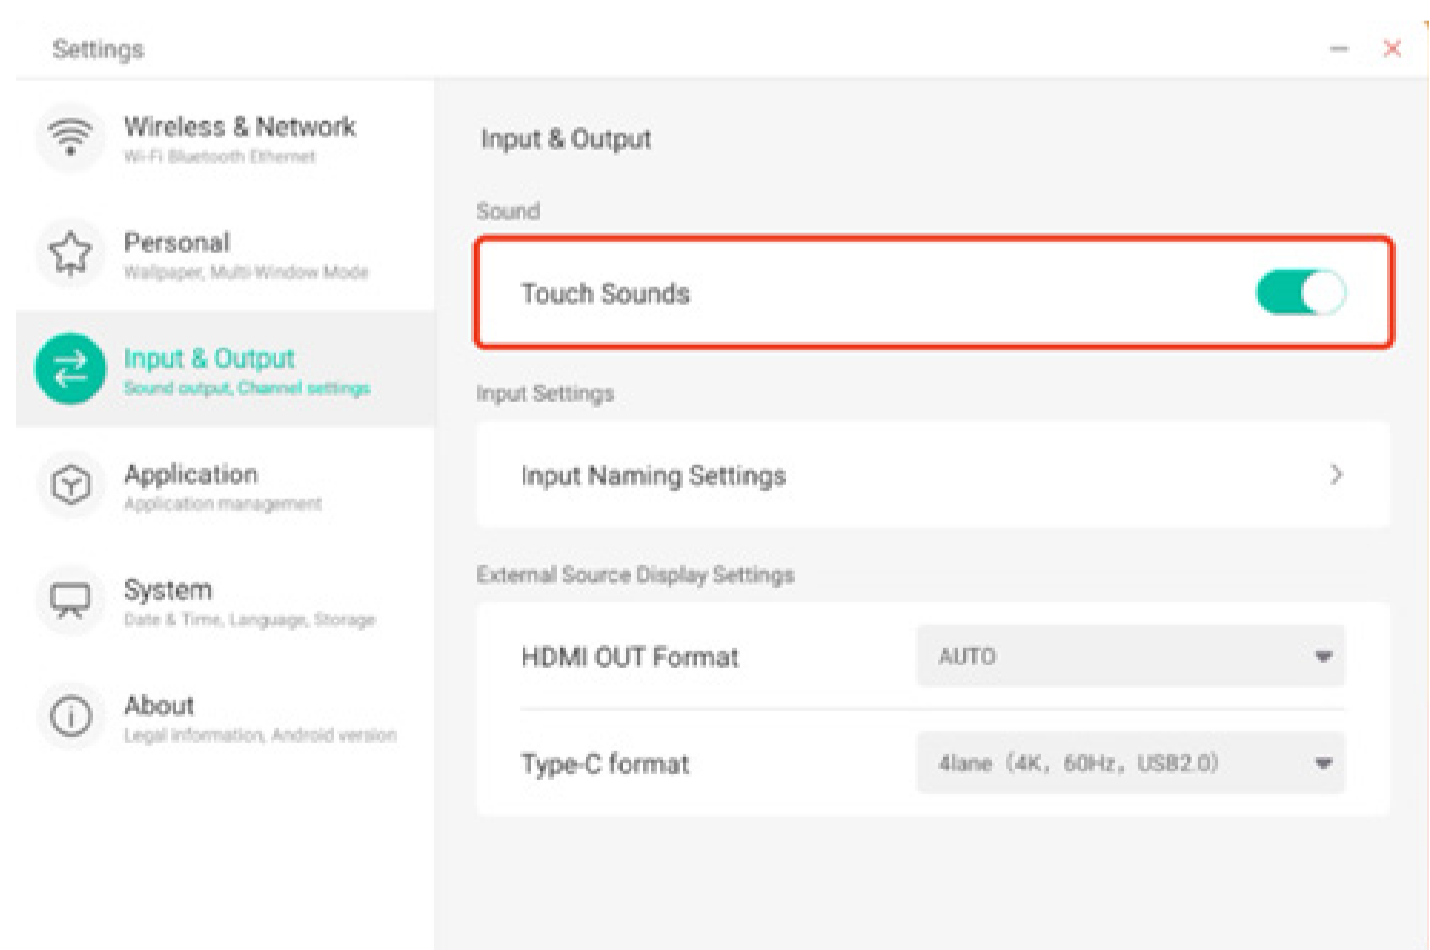 Settings
Wireless & Network
Wi-Fi Bluetooth Ethernet
Personal
Wallpaper, Multi-Window Mode
Input & Output
Sound output, Channel settings
Application
Application management
System
Date & Time, Language, Storage
About
Legal information, Android version
Input & Output
Sound
Touch Sounds
Input Settings
Input Naming Settings
External Source Display Settings
HDMI OUT Format
AUTO
Type-C format
4lane (4K, 60Hz, USB2.0)